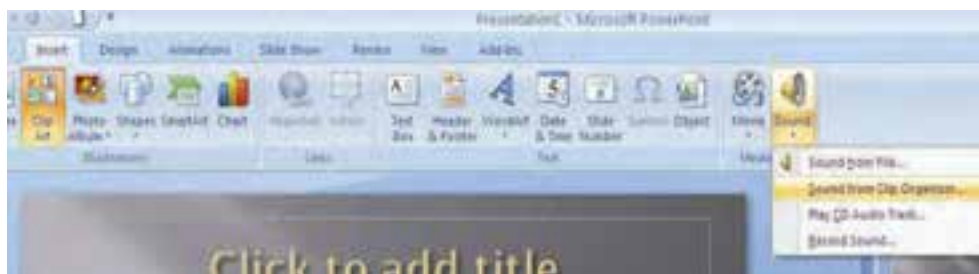 Presentation1 - Microsoft PowerPoint
Insert Design Animations Slide Show Review View Add-Ins
Clip Photo Shapes SmartArt Chart Hyperlink Action Text Header WordArt Date Slide Symbol Object Movie Sound
Art Album Box & Footer & Time Number
Illustrations Links Text
Sound from File...
Sound from Clip Organizer...
Play CD Audio Track...
Record Sound...
Click to add title